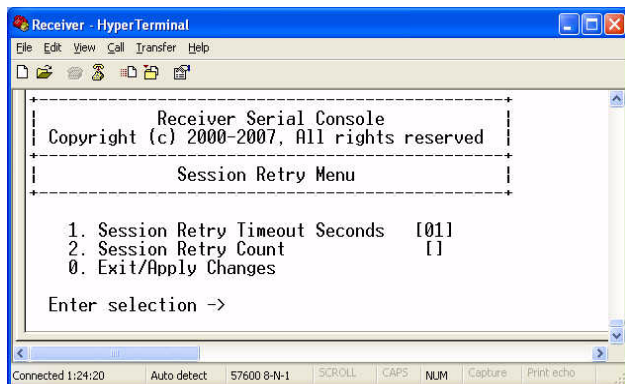 Receiver - HyperTerminal
File Edit View Call Transfer Help
Receiver Serial Console
Copyright (c) 2000-2007, All rights reserved
Session Retry Menu
1. Session Retry Timeout Seconds [01]
2. Session Retry Count []
0. Exit/Apply Changes
Enter selection ->
Connected 1:24:20 Auto detect 57600 8-N-1 SCROLL CAPS NUM Capture Print echo